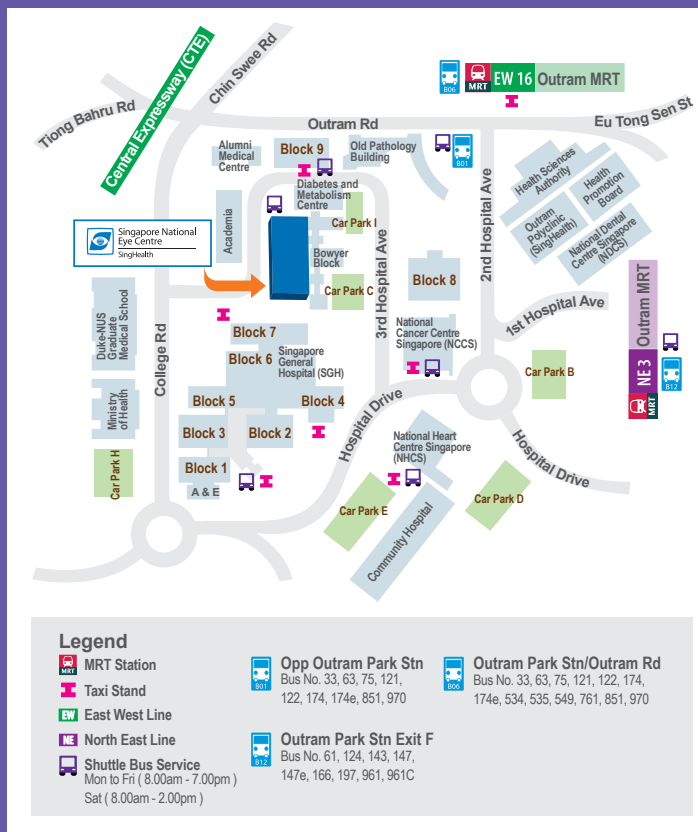 Central Expressway (CTE)
Chin Swee Rd
Tiong Bahru Rd
B06
MRT
EW 16
Outram MRT
Outram Rd
Eu Tong Sen St
Alumni
Medical
Centre
Block 9
Old Pathology
Building
B01
Diabetes and
Metabolism
Centre
Health Sciences
Authority
Health
Promotion
Board
Outram
Polyclinic
(SingHealth)
National Dental
Centre Singapore
(NDCS)
2nd Hospital Ave
Singapore National
Eye Centre
SingHealth
Academia
Car Park I
Bowyer
Block
Car Park C
3rd Hospital Ave
Block 8
1st Hospital Ave
Outram MRT
NE 3
B12
MRT
Duke-NUS
Graduate
Medical School
College Rd
Block 7
Block 6
Singapore
General
Hospital (SGH)
National
Cancer Centre
Singapore (NCCS)
Car Park B
Ministry
of Health
Block 5
Block 4
Block 3
Block 2
Hospital Drive
National Heart
Centre Singapore
(NHCS)
Hospital Drive
Car Park H
Block 1
A & E
Car Park E
Community Hospital
Car Park D
Legend
MRT
MRT Station
Taxi Stand
EW
East West Line
NE
North East Line
Shuttle Bus Service
Mon to Fri ( 8.00am - 7.00pm )
Sat ( 8.00am - 2.00pm )
B01
Opp Outram Park Stn
Bus No. 33, 63, 75, 121,
122, 174, 174e, 851, 970
B12
Outram Park Stn Exit F
Bus No. 61, 124, 143, 147,
147e, 166, 197, 961, 961C
B06
Outram Park Stn/Outram Rd
Bus No. 33, 63, 75, 121, 122, 174,
174e, 534, 535, 549, 761, 851, 970